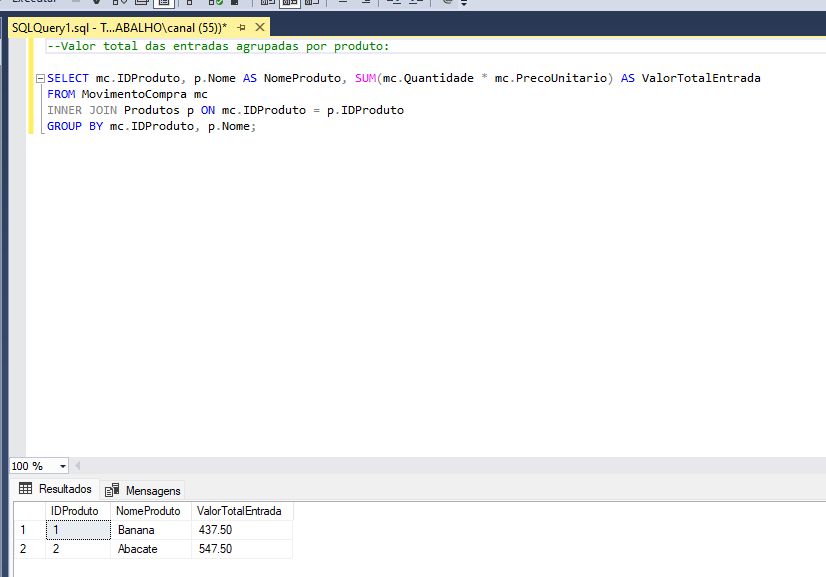 Executar
SQLQuery1.sql - T...ABALHO\canal (55))*
--Valor total das entradas agrupadas por produto:
SELECT mc.IDProduto, p.Nome AS NomeProduto, SUM(mc.Quantidade * mc.PrecoUnitario) AS ValorTotalEntrada
FROM MovimentoCompra mc
INNER JOIN Produtos p ON mc.IDProduto = p.IDProduto
GROUP BY mc.IDProduto, p.Nome;
100 %
Resultados Mensagens
IDProduto NomeProduto ValorTotalEntrada
1 1 Banana 437.50
2 2 Abacate 547.50